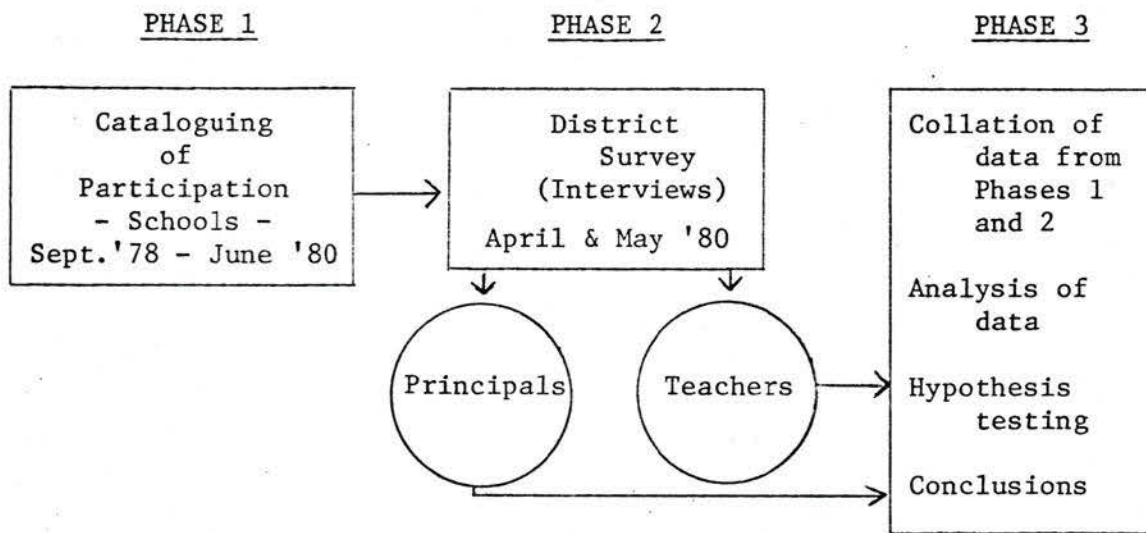 PHASE 1
PHASE 2
PHASE 3
Cataloguing
of
Participation
- Schools -
Sept.'78 - June '80
District
Survey
(Interviews)
April & May '80
Principals
Teachers
Collation of
data from
Phases 1
and 2
Analysis of
data
Hypothesis
testing
Conclusions